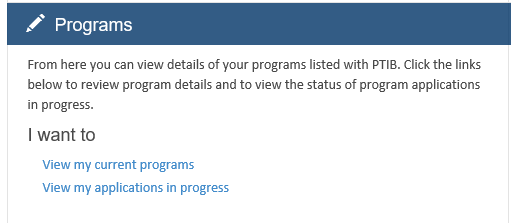 Programs
From here you can view details of your programs listed with PTIB. Click the links
below to review program details and to view the status of program applications
in progress.
I want to
View my current programs
View my applications in progress